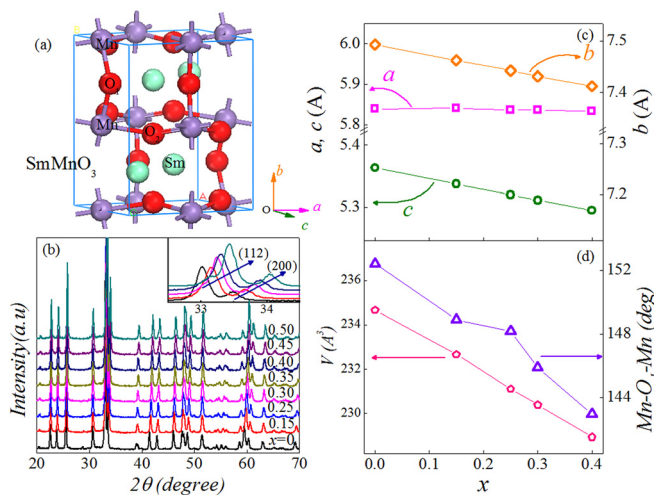 (a)
B
Mn
O₁
Mn
O₂
Sm
SmMnO₃
A
b
O
a
c
(b)
Intensity(a.u)
(112)
(200)
33
34
0.50
0.45
0.40
0.35
0.30
0.25
0.15
x=0
20
30
40
50
60
70
2θ (degree)
(c)
6.0
5.9
5.8
5.4
5.3
a, c (A)
7.5
7.4
7.3
7.2
b (A)
b
a
c
(d)
236
234
232
230
V (A³)
152
148
144
Mn-O₁-Mn (deg)
0.0
0.1
0.2
0.3
0.4
x